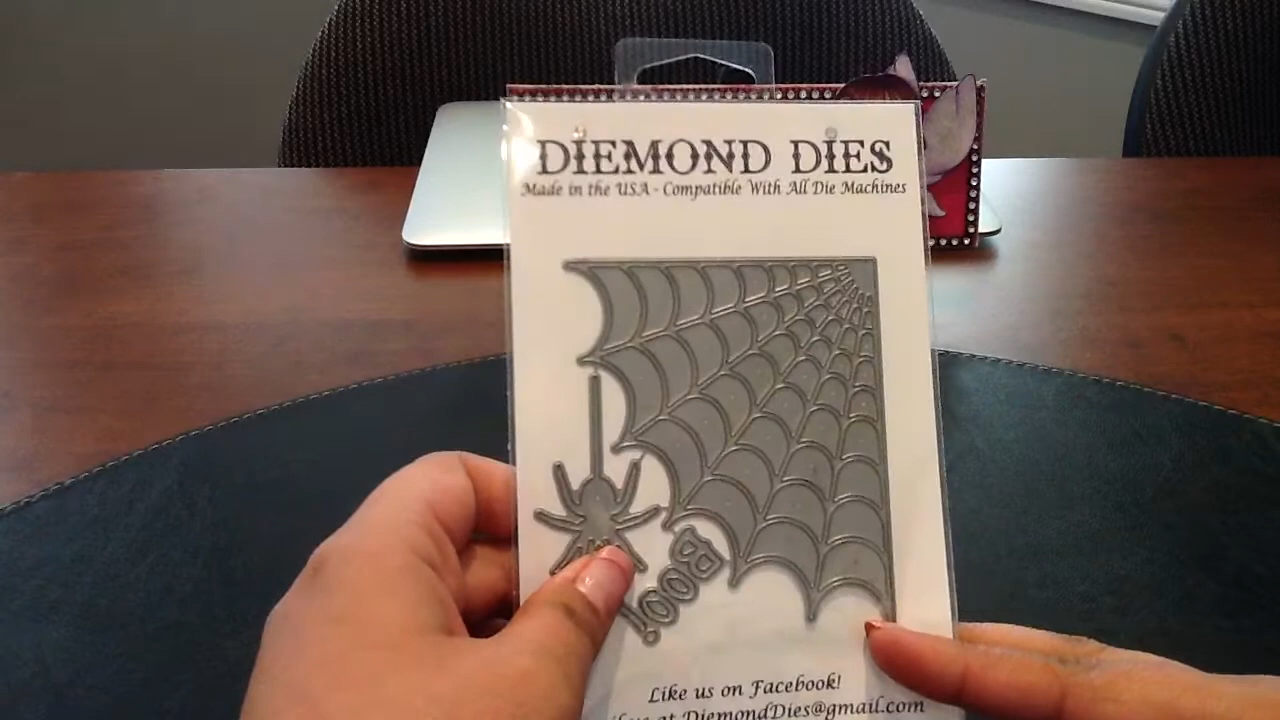 DIEMOND DIES
Made in the USA - Compatible With All Die Machines
BOO!
Like us on Facebook!
at DiemondDies@gmail.com